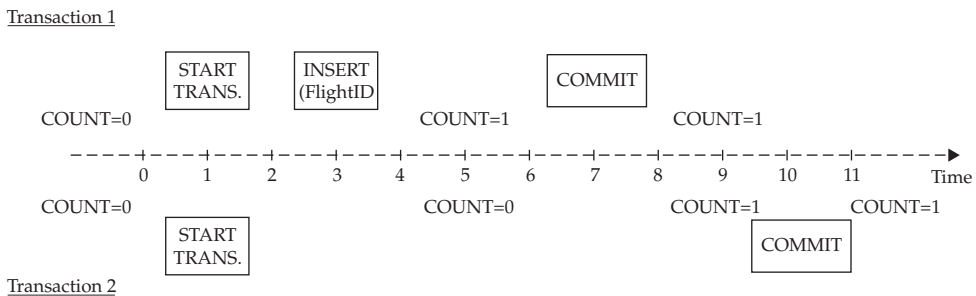 Transaction 1
START
TRANS.
INSERT
(FlightID
COMMIT
COUNT=0
COUNT=1
COUNT=1
0 1 2 3 4 5 6 7 8 9 10 11
Time
COUNT=0
COUNT=0
COUNT=1
COUNT=1
START
TRANS.
COMMIT
Transaction 2